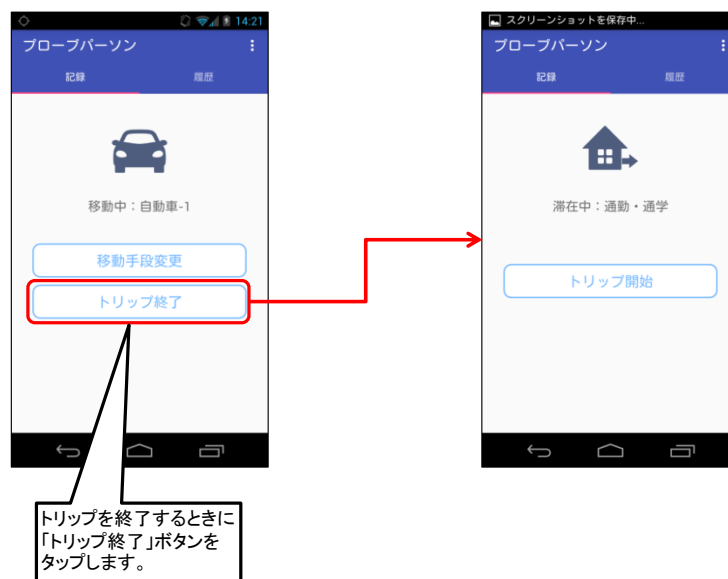 14:21
プローブパーソン
記録
履歴
移動中：自動車-1
移動手段変更
トリップ終了
トリップを終了するときに
「トリップ終了」ボタンを
タップします。
スクリーンショットを保存中...
プローブパーソン
記録
履歴
滞在中：通勤・通学
トリップ開始